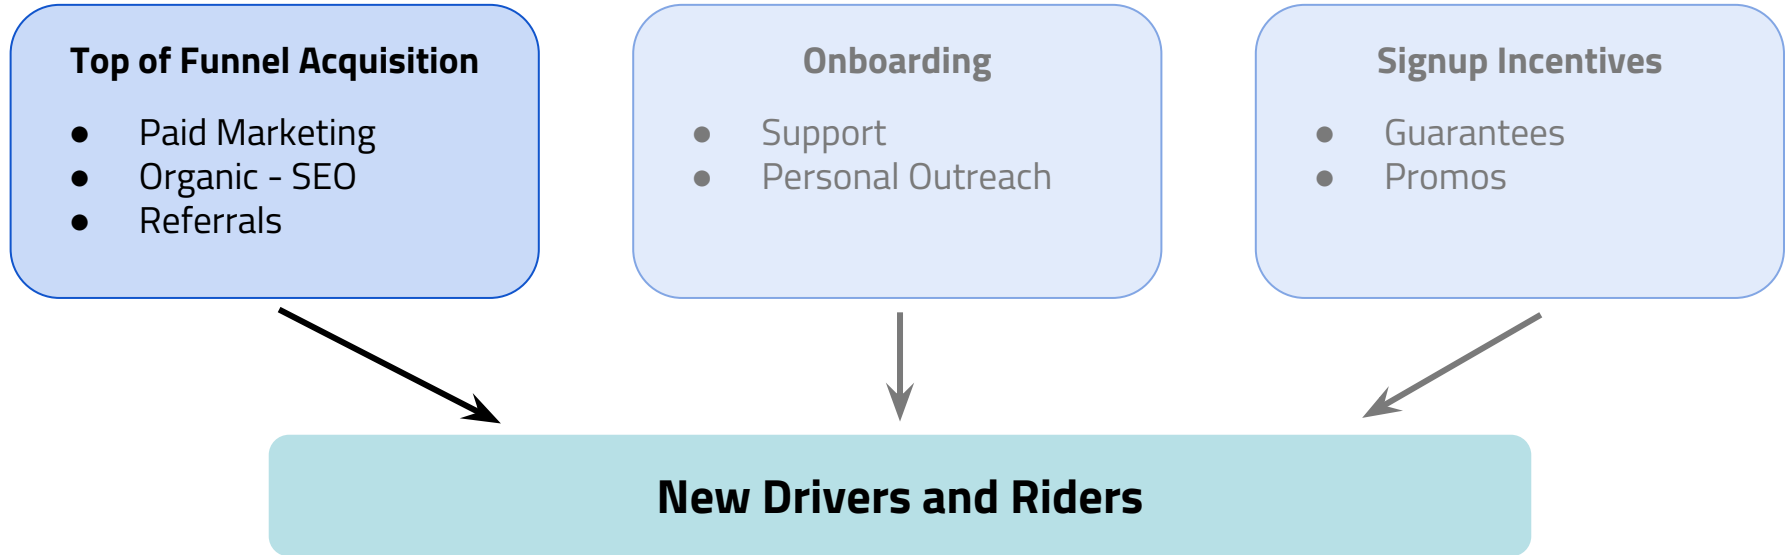 Top of Funnel Acquisition
● Paid Marketing
● Organic - SEO
● Referrals
Onboarding
● Support
● Personal Outreach
Signup Incentives
● Guarantees
● Promos
New Drivers and Riders